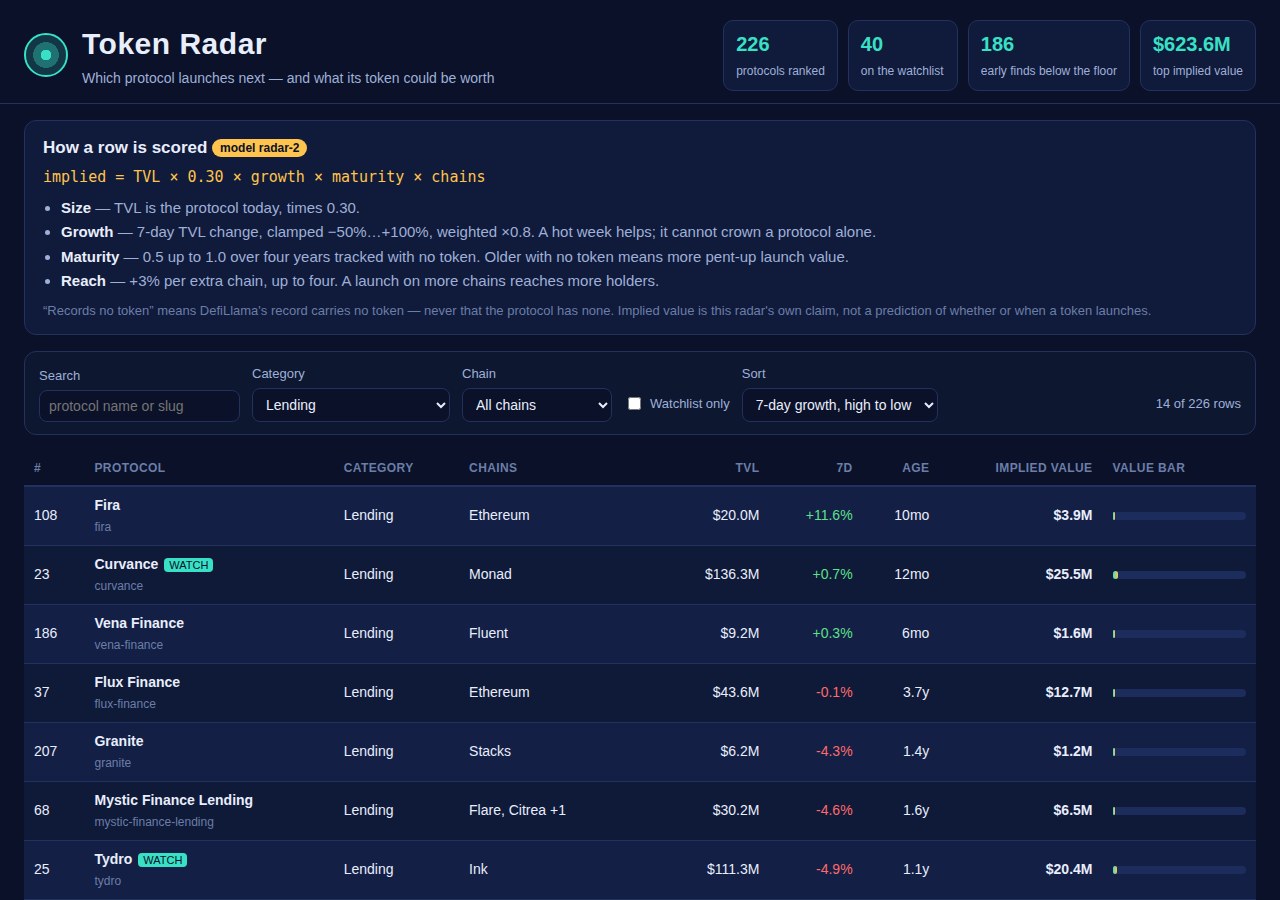 Token Radar
Which protocol launches next — and what its token could be worth
226
protocols ranked
40
on the watchlist
186
early finds below the floor
$623.6M
top implied value
How a row is scored model radar-2
implied = TVL × 0.30 × growth × maturity × chains
• Size — TVL is the protocol today, times 0.30.
• Growth — 7-day TVL change, clamped −50%…+100%, weighted ×0.8. A hot week helps; it cannot crown a protocol alone.
• Maturity — 0.5 up to 1.0 over four years tracked with no token. Older with no token means more pent-up launch value.
• Reach — +3% per extra chain, up to four. A launch on more chains reaches more holders.
“Records no token” means DefiLlama's record carries no token — never that the protocol has none. Implied value is this radar's own claim, not a prediction of whether or when a token launches.
Search
protocol name or slug
Category
Lending
Chain
All chains
Watchlist only
Sort
7-day growth, high to low
14 of 226 rows
# PROTOCOL CATEGORY CHAINS TVL 7D AGE IMPLIED VALUE VALUE BAR
108 Fira Lending Ethereum $20.0M +11.6% 10mo $3.9M
fira
23 Curvance WATCH Lending Monad $136.3M +0.7% 12mo $25.5M
curvance
186 Vena Finance Lending Fluent $9.2M +0.3% 6mo $1.6M
vena-finance
37 Flux Finance Lending Ethereum $43.6M -0.1% 3.7y $12.7M
flux-finance
207 Granite Lending Stacks $6.2M -4.3% 1.4y $1.2M
granite
68 Mystic Finance Lending Lending Flare, Citrea +1 $30.2M -4.6% 1.6y $6.5M
mystic-finance-lending
25 Tydro WATCH Lending Ink $111.3M -4.9% 1.1y $20.4M
tydro